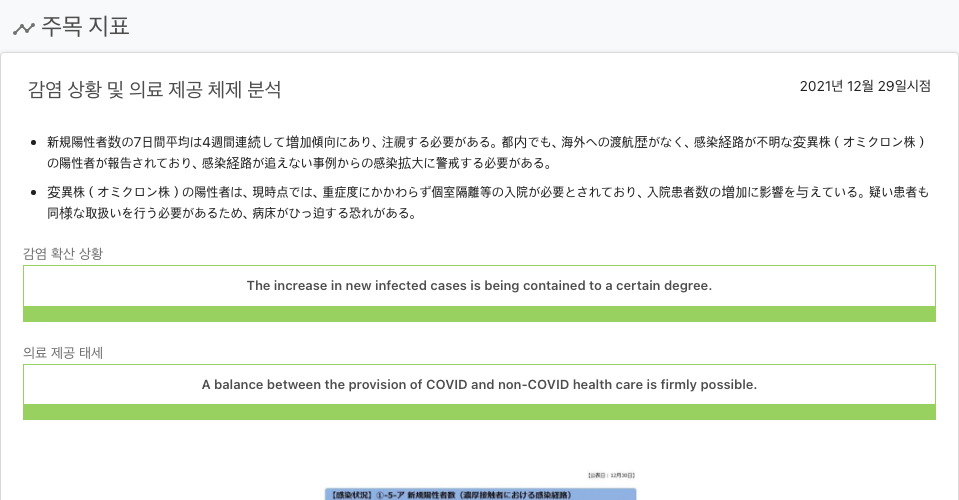 주목 지표
감염 상황 및 의료 제공 체제 분석
2021년 12월 29일시점
新規陽性者数の7日間平均は4週間連続して増加傾向にあり、注視する必要がある。都内でも、海外への渡航歴がなく、感染経路が不明な変異株（オミクロン株）
の陽性者が報告されており、感染経路が追えない事例からの感染拡大に警戒する必要がある。
変異株（オミクロン株）の陽性者は、現時点では、重症度にかかわらず個室隔離等の入院が必要とされており、入院患者数の増加に影響を与えている。疑い患者も
同様な取扱いを行う必要があるため、病床がひっ迫する恐れがある。
감염 확산 상황
The increase in new infected cases is being contained to a certain degree.
의료 제공 태세
A balance between the provision of COVID and non-COVID health care is firmly possible.
【公表日：12月30日】
【感染状況】①-5-ア 新規陽性者数（濃厚接触者における感染経路）